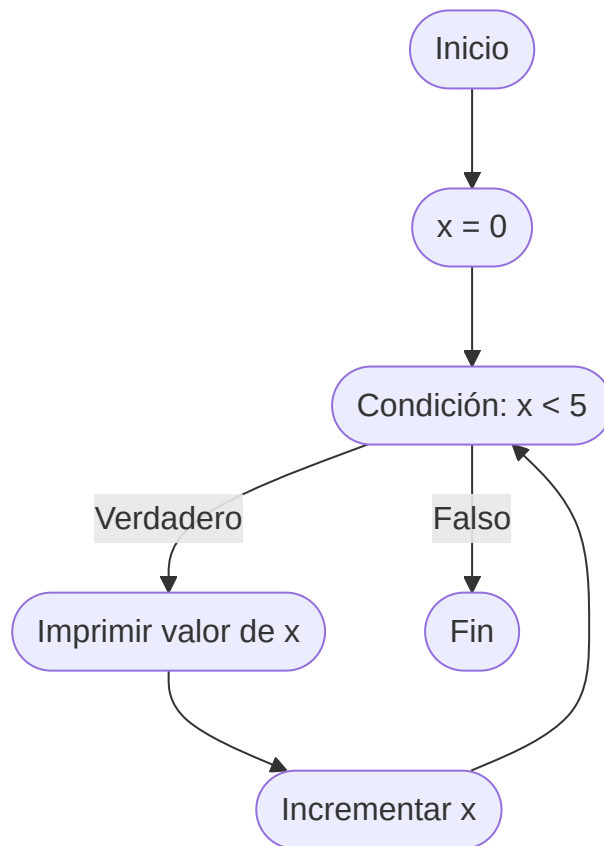 Inicio
x = 0
Condición: x < 5
Verdadero
Falso
Imprimir valor de x
Fin
Incrementar x